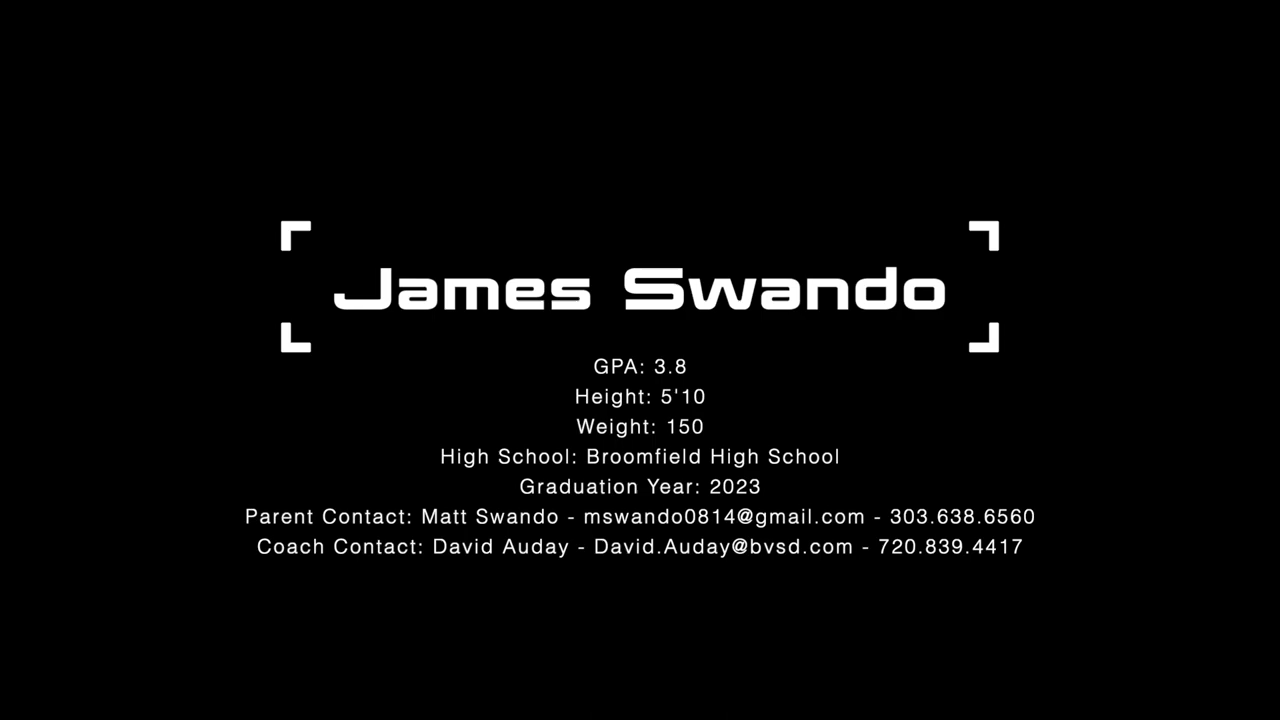 James Swando
GPA: 3.8
Height: 5'10
Weight: 150
High School: Broomfield High School
Graduation Year: 2023
Parent Contact: Matt Swando - mswando0814@gmail.com - 303.638.6560
Coach Contact: David Auday - David.Auday@bvsd.com - 720.839.4417